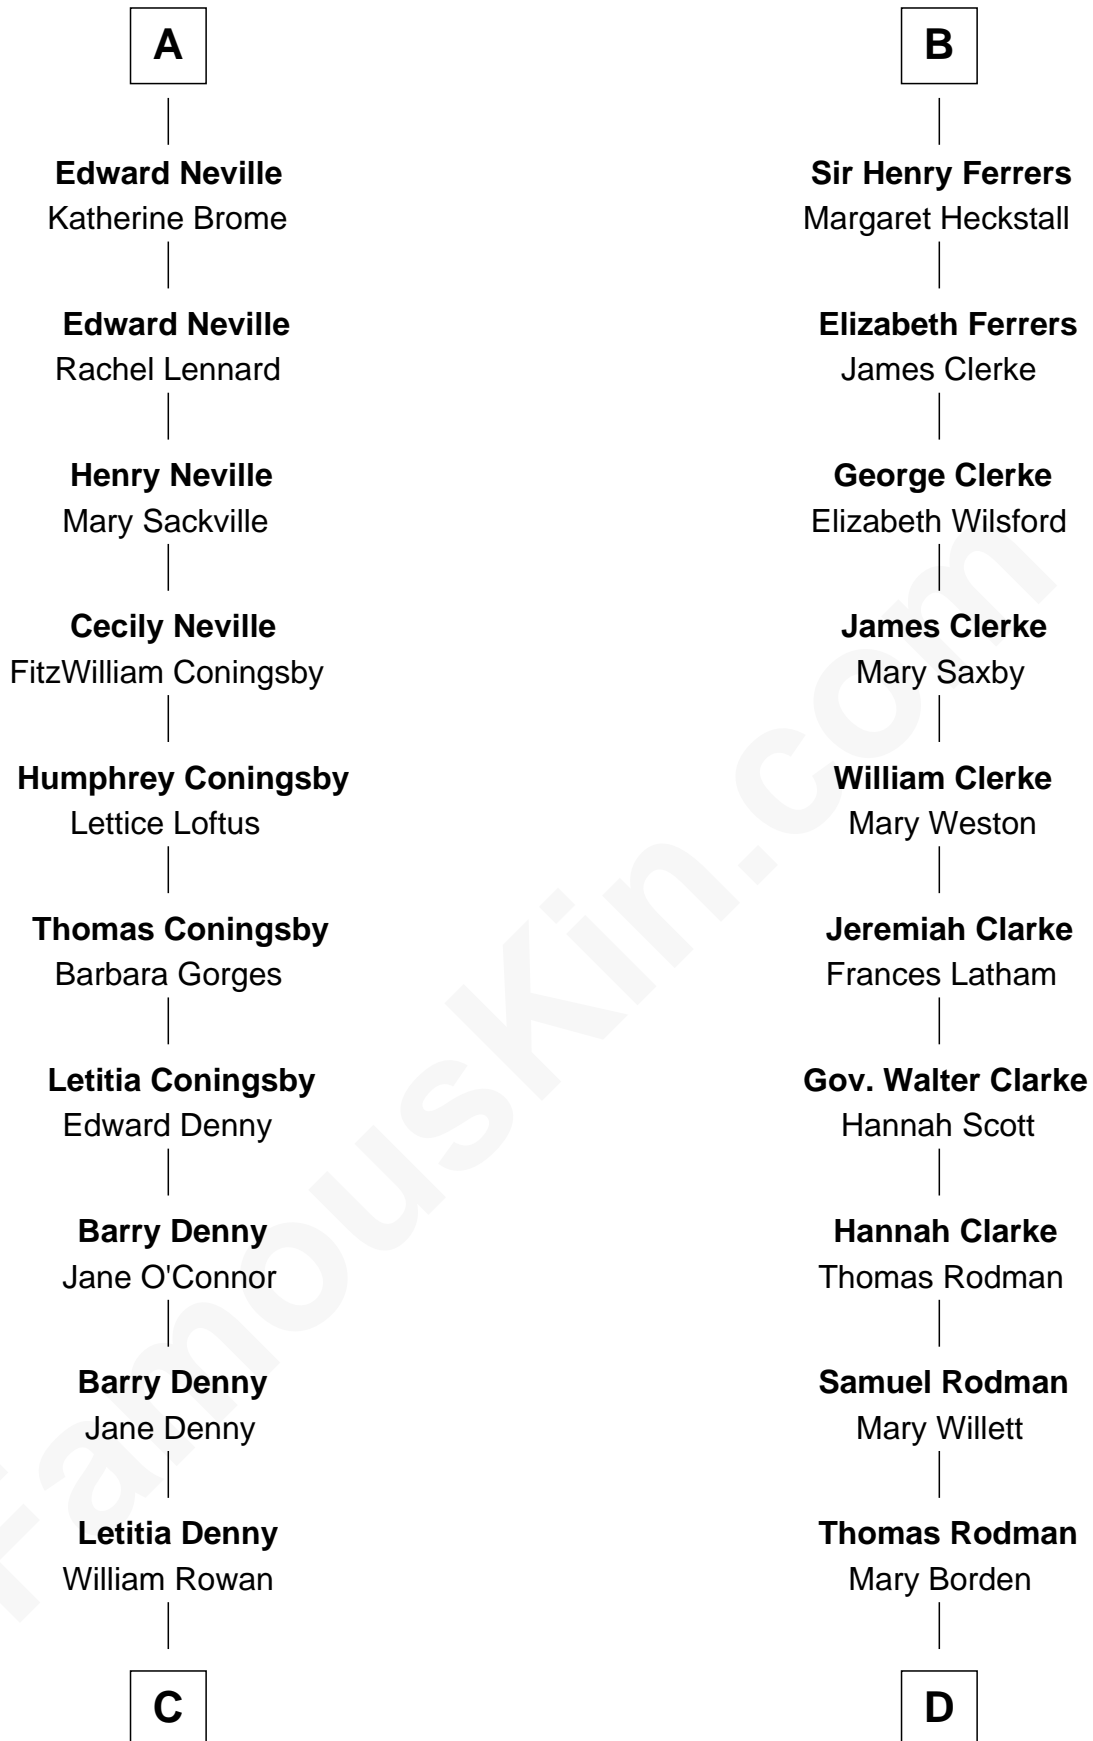 A
Edward Neville
Katherine Brome
Edward Neville
Rachel Lennard
Henry Neville
Mary Sackville
Cecily Neville
FitzWilliam Coningsby
Humphrey Coningsby
Lettice Loftus
Thomas Coningsby
Barbara Gorges
Letitia Coningsby
Edward Denny
Barry Denny
Jane O'Connor
Barry Denny
Jane Denny
Letitia Denny
William Rowan
C
B
Sir Henry Ferrers
Margaret Heckstall
Elizabeth Ferrers
James Clerke
George Clerke
Elizabeth Wilsford
James Clerke
Mary Saxby
William Clerke
Mary Weston
Jeremiah Clarke
Frances Latham
Gov. Walter Clarke
Hannah Scott
Hannah Clarke
Thomas Rodman
Samuel Rodman
Mary Willett
Thomas Rodman
Mary Borden
D
FamousKin.com